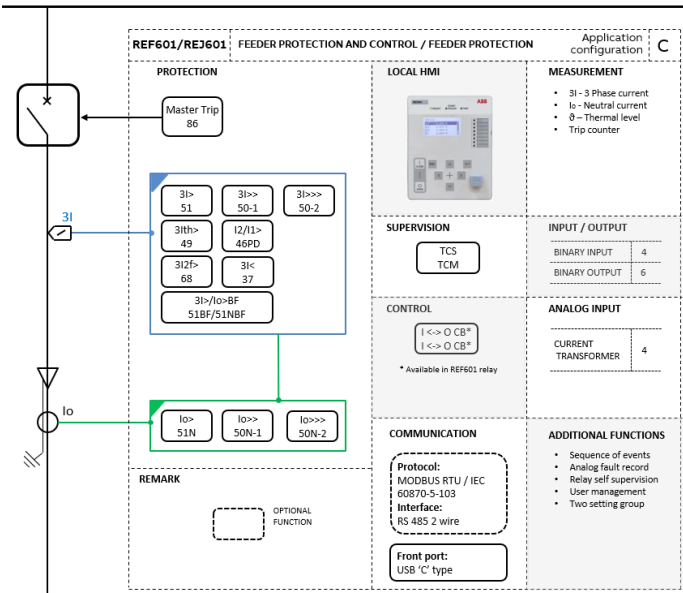 REF601/REJ601
FEEDER PROTECTION AND CONTROL / FEEDER PROTECTION
Application
configuration
C
PROTECTION
Master Trip
86
3I
3I>
51
3I>>
50-1
3I>>>
50-2
3Ith>
49
I2/I1>
46PD
3I2f>
68
3I<
37
3I>/Io>BF
51BF/51NBF
Io
Io>
51N
Io>>
50N-1
Io>>>
50N-2
REMARK
OPTIONAL
FUNCTION
LOCAL HMI
ABB
SUPERVISION
TCS
TCM
CONTROL
I <-> O CB*
I <-> O CB*
* Available in REF601 relay
COMMUNICATION
Protocol:
MODBUS RTU / IEC
60870-5-103
Interface:
RS 485 2 wire
Front port:
USB ‘C’ type
MEASUREMENT
• 3I - 3 Phase current
• Io - Neutral current
• ϑ – Thermal level
• Trip counter
INPUT / OUTPUT
BINARY INPUT 4
BINARY OUTPUT 6
ANALOG INPUT
CURRENT
TRANSFORMER
4
ADDITIONAL FUNCTIONS
• Sequence of events
• Analog fault record
• Relay self supervision
• User management
• Two setting group